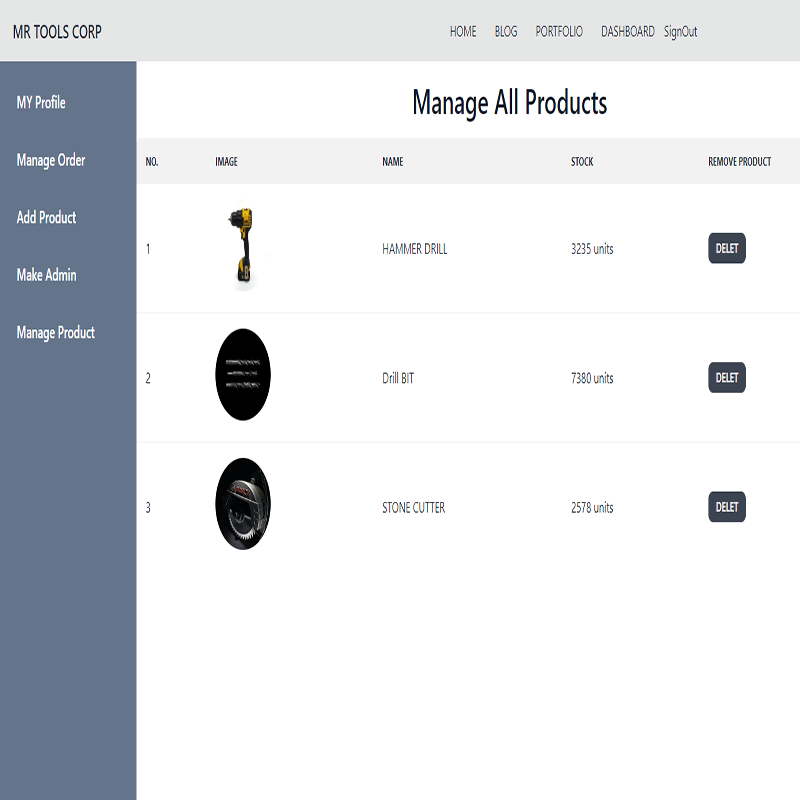 MR TOOLS CORP
HOME BLOG PORTFOLIO DASHBOARD SignOut
MY Profile
Manage Order
Add Product
Make Admin
Manage Product
Manage All Products
NO. IMAGE NAME STOCK REMOVE PRODUCT
1 HAMMER DRILL 3235 units DELET
2 Drill BIT 7380 units DELET
3 STONE CUTTER 2578 units DELET